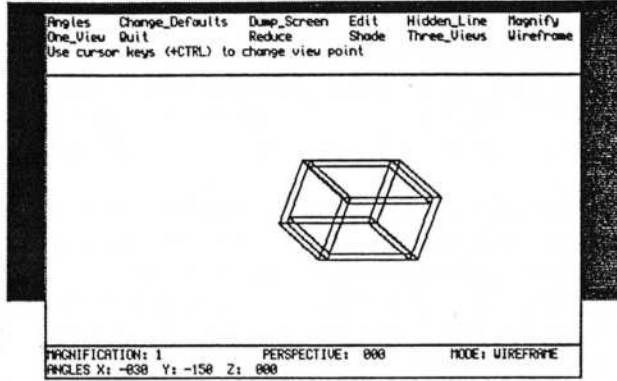 Angles Change_Defaults Dump_Screen Edit Hidden_Line Magnify
One_View Quit Reduce Shade Three_Views Wireframe
Use cursor keys (+CTRL) to change view point
MAGNIFICATION: 1 PERSPECTIVE: 000 MODE: WIREFRAME
ANGLES X: -030 Y: -150 Z: 000